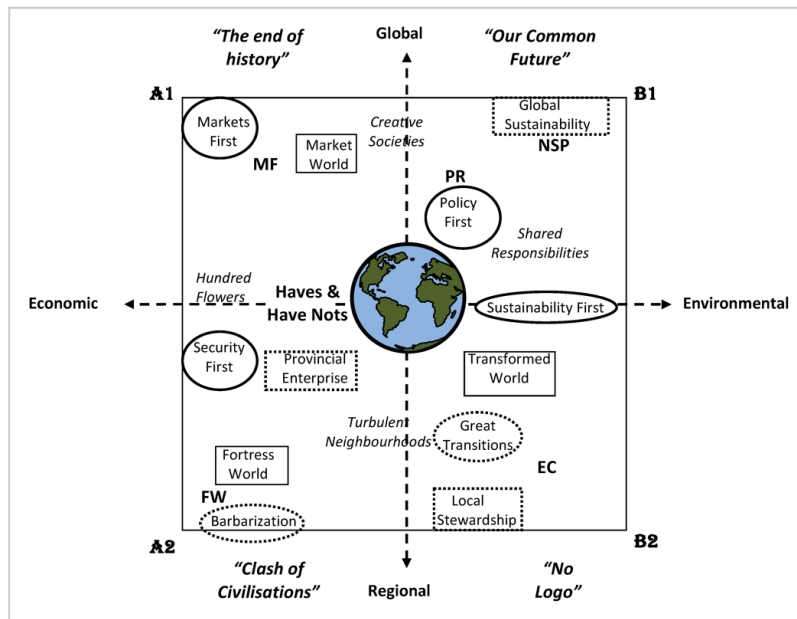 “The end of
history”
Global
“Our Common
Future”
A1
B1
Markets
First
Creative
Societies
Global
Sustainability
MF
Market
World
NSP
PR
Policy
First
Shared
Responsibilities
Hundred
Flowers
Economic
Haves &
Have Nots
Sustainability First
Environmental
Security
First
Provincial
Enterprise
Transformed
World
Turbulent
Neighbourhoods
Great
Transitions
Fortress
World
EC
FW
Barbarization
Local
Stewardship
A2
B2
“Clash of
Civilisations”
Regional
“No
Logo”